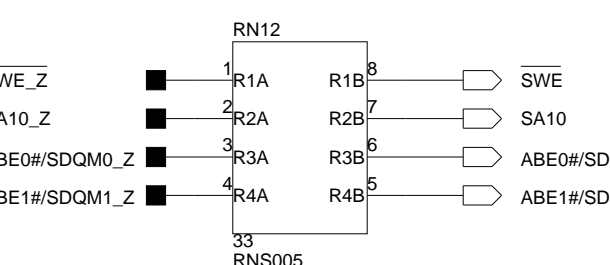 RN12
WE_Z 1 R1A R1B 8 SWE
A10_Z 2 R2A R2B 7 SA10
BE0#/SDQM0_Z 3 R3A R3B 6 ABE0#/SD
BE1#/SDQM1_Z 4 R4A R4B 5 ABE1#/SD
33
RNS005